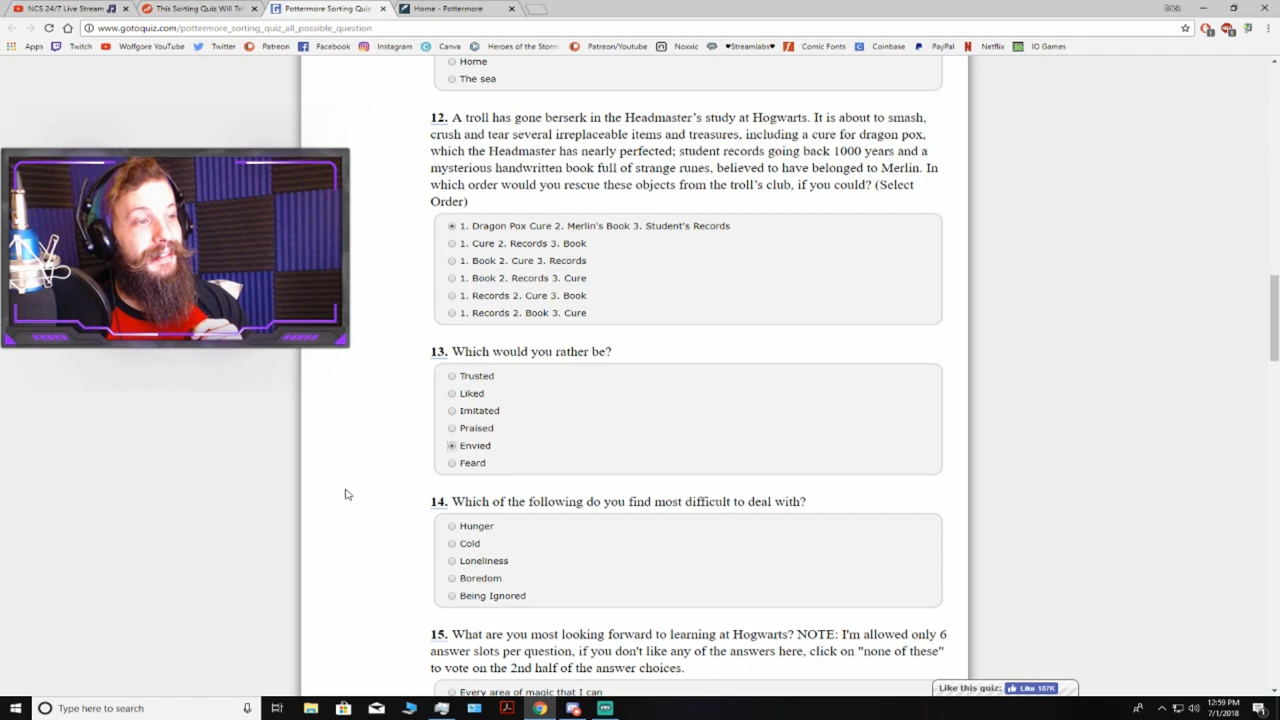 NCS 24/7 Live Stream
This Sorting Quiz Will Tel
Pottermore Sorting Quiz
Home - Pottermore
www.gotoquiz.com/pottermore_sorting_quiz_all_possible_question
Apps
Twitch
Wolfgore YouTube
Twitter
Patreon
Facebook
Instagram
Canva
Heroes of the Storm
Patreon/Youtube
Noxxic
♥Streamlabs♥
Comic Fonts
Coinbase
PayPal
Netflix
IO Games
Home
The sea
12. A troll has gone berserk in the Headmaster's study at Hogwarts. It is about to smash,
crush and tear several irreplaceable items and treasures, including a cure for dragon pox,
which the Headmaster has nearly perfected; student records going back 1000 years and a
mysterious handwritten book full of strange runes, believed to have belonged to Merlin. In
which order would you rescue these objects from the troll's club, if you could? (Select
Order)
1. Dragon Pox Cure 2. Merlin's Book 3. Student's Records
1. Cure 2. Records 3. Book
1. Book 2. Cure 3. Records
1. Book 2. Records 3. Cure
1. Records 2. Cure 3. Book
1. Records 2. Book 3. Cure
13. Which would you rather be?
Trusted
Liked
Imitated
Praised
Envied
Feard
14. Which of the following do you find most difficult to deal with?
Hunger
Cold
Loneliness
Boredom
Being Ignored
15. What are you most looking forward to learning at Hogwarts? NOTE: I'm allowed only 6
answer slots per question, if you don't like any of the answers here, click on "none of these"
to vote on the 2nd half of the answer choices.
Every area of magic that I can
Like this quiz:
Like 187K
Type here to search
12:59 PM
7/1/2018